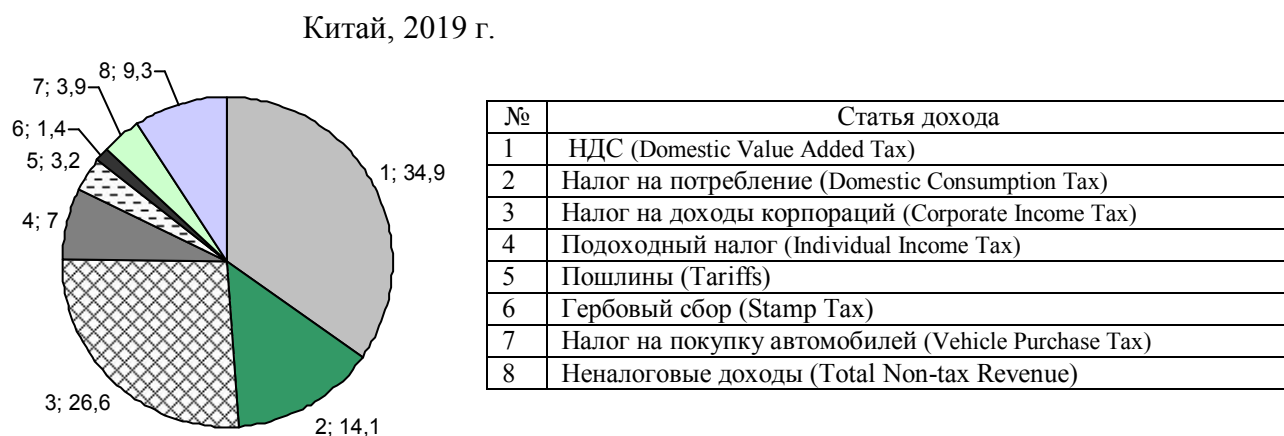 Китай, 2019 г.
8; 9,3
7; 3,9
6; 1,4
5; 3,2
4; 7
3; 26,6
2; 14,1
1; 34,9
№ Статья дохода
1 НДС (Domestic Value Added Tax)
2 Налог на потребление (Domestic Consumption Tax)
3 Налог на доходы корпораций (Corporate Income Tax)
4 Подоходный налог (Individual Income Tax)
5 Пошлины (Tariffs)
6 Гербовый сбор (Stamp Tax)
7 Налог на покупку автомобилей (Vehicle Purchase Tax)
8 Неналоговые доходы (Total Non-tax Revenue)